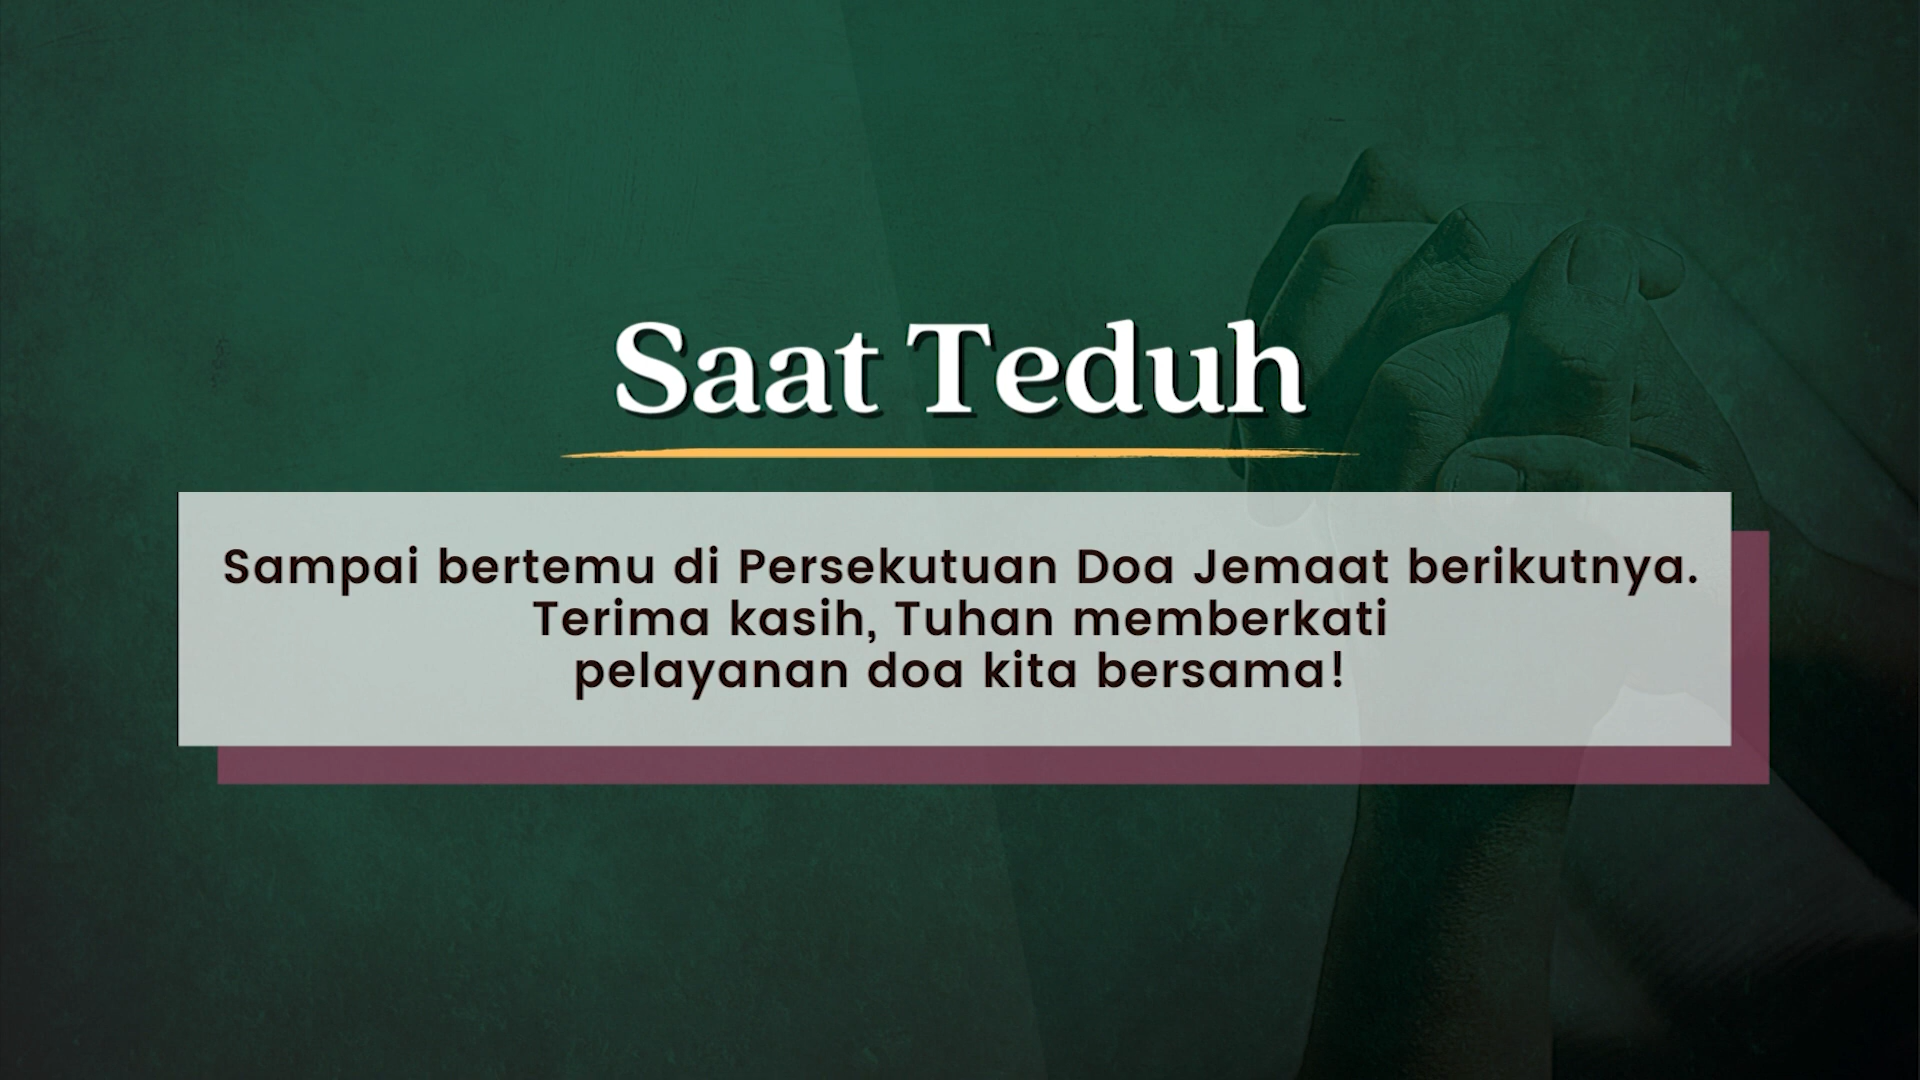 Saat Teduh
Sampai bertemu di Persekutuan Doa Jemaat berikutnya.
Terima kasih, Tuhan memberkati
pelayanan doa kita bersama!